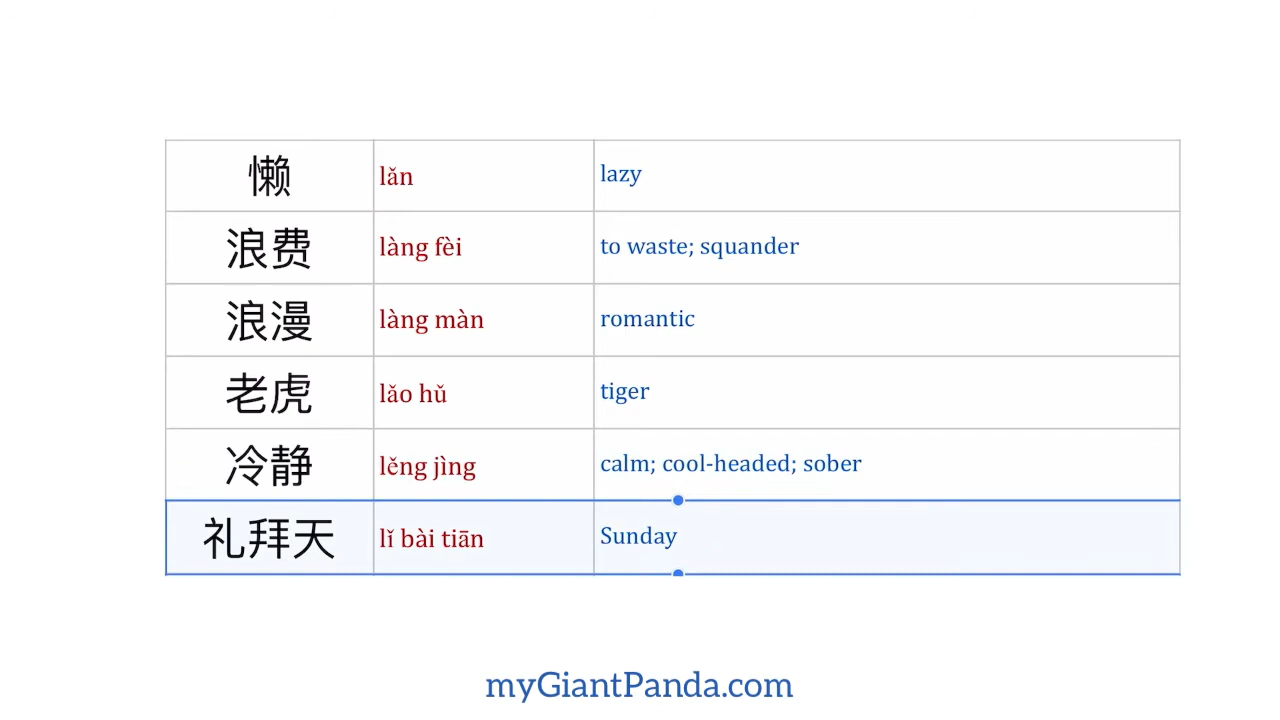 懒 lǎn lazy
浪费 làng fèi to waste; squander
浪漫 làng màn romantic
老虎 lǎo hǔ tiger
冷静 lěng jìng calm; cool-headed; sober
礼拜天 lǐ bài tiān Sunday
myGiantPanda.com